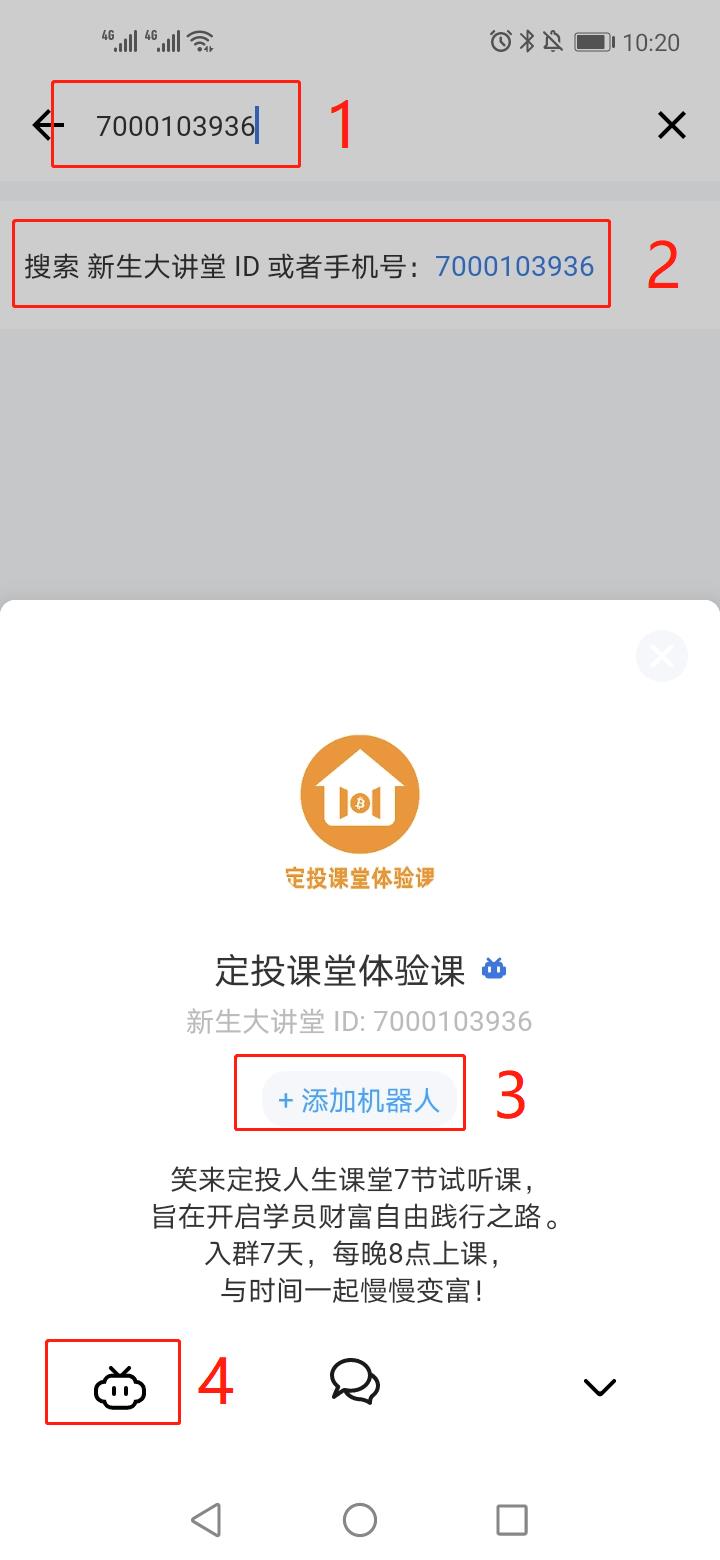 4G 4G 10:20
7000103936 1
搜索 新生大讲堂 ID 或者手机号：7000103936 2
定投课堂体验课
定投课堂体验课
新生大讲堂 ID: 7000103936
+ 添加机器人 3
笑来定投人生课堂7节试听课，
旨在开启学员财富自由践行之路。
入群7天，每晚8点上课，
与时间一起慢慢变富！
4